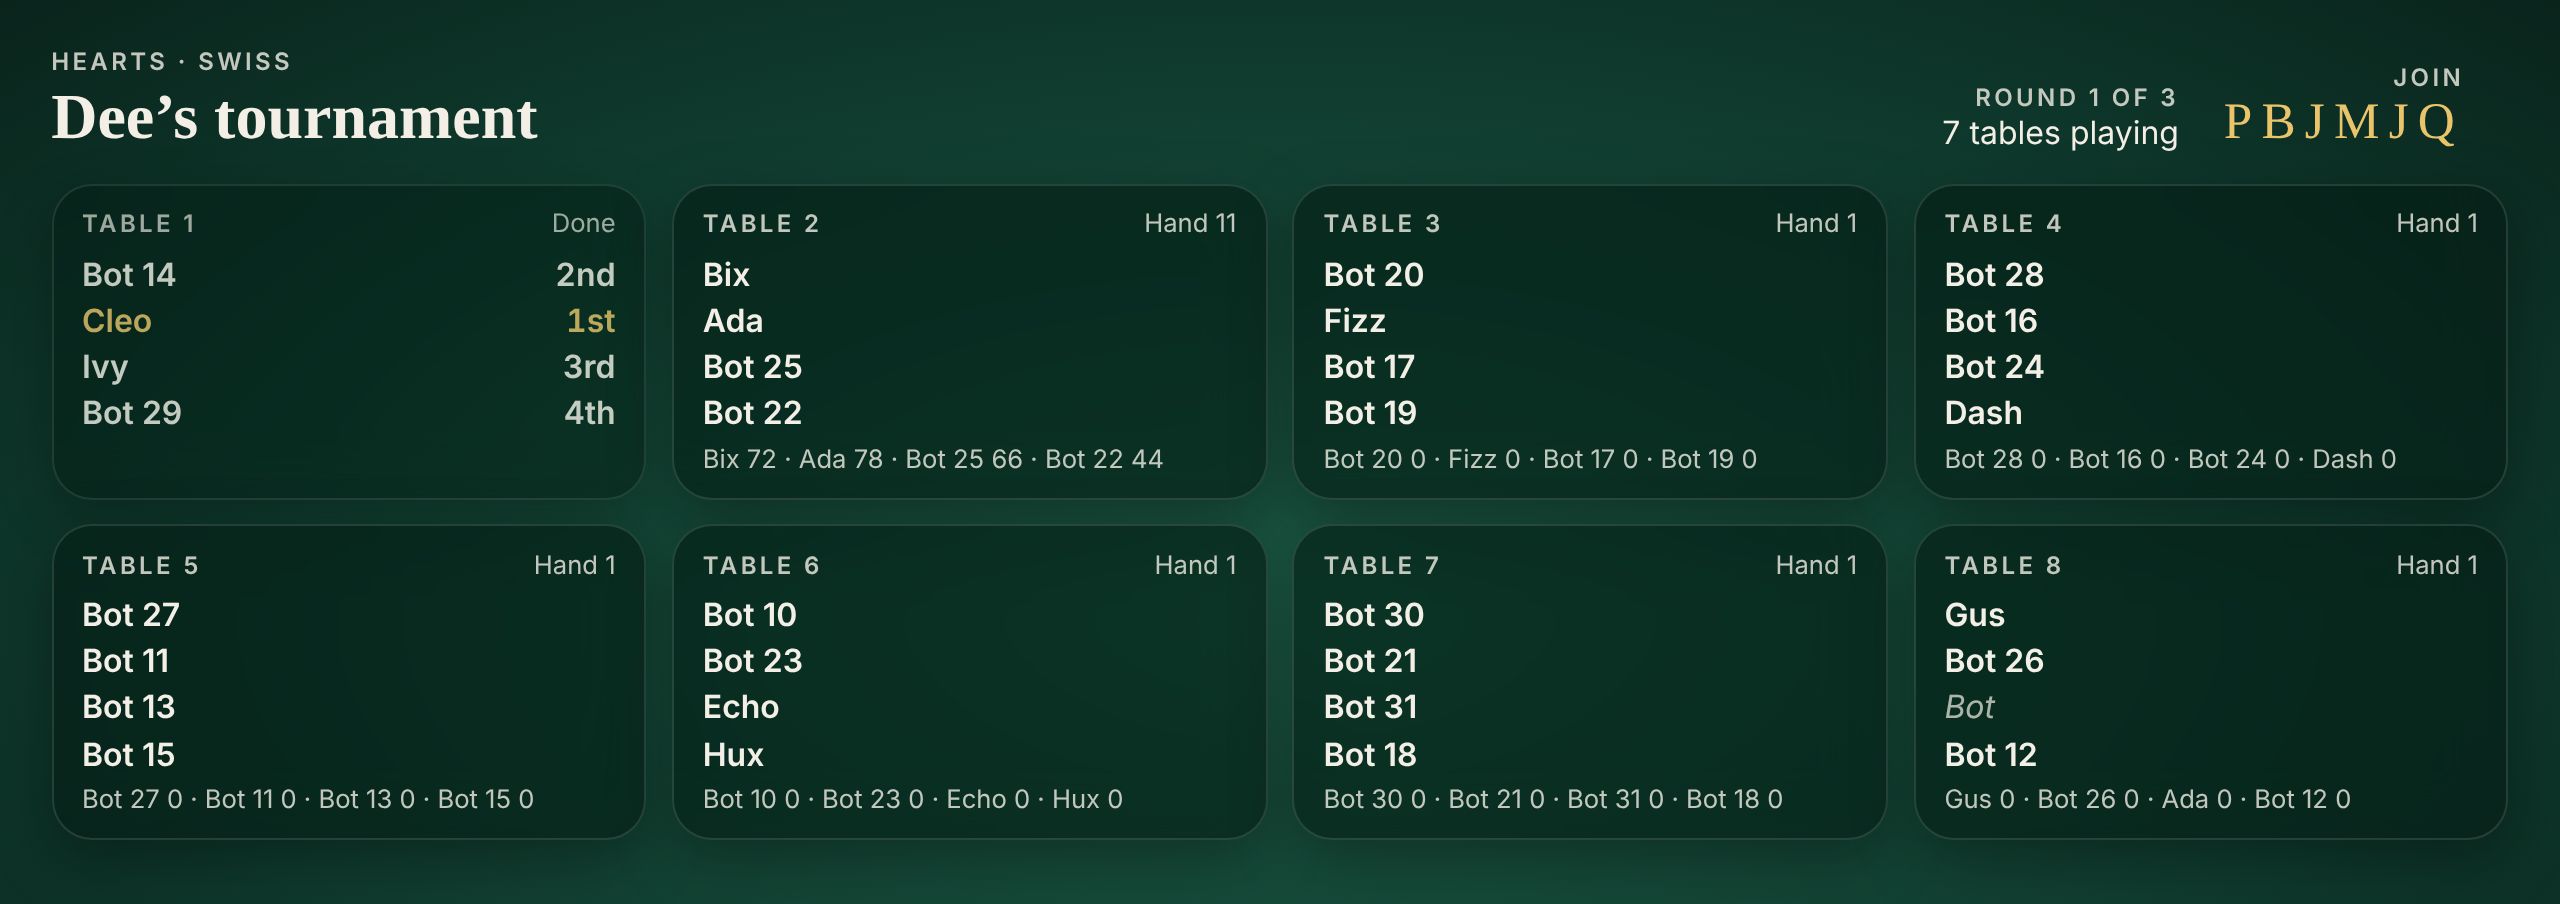 HEARTS · SWISS
Dee’s tournament
ROUND 1 OF 3
7 tables playing
JOIN
PBJMJQ
TABLE 1 Done
Bot 14 2nd
Cleo 1st
Ivy 3rd
Bot 29 4th
TABLE 2 Hand 11
Bix
Ada
Bot 25
Bot 22
Bix 72 · Ada 78 · Bot 25 66 · Bot 22 44
TABLE 3 Hand 1
Bot 20
Fizz
Bot 17
Bot 19
Bot 20 0 · Fizz 0 · Bot 17 0 · Bot 19 0
TABLE 4 Hand 1
Bot 28
Bot 16
Bot 24
Dash
Bot 28 0 · Bot 16 0 · Bot 24 0 · Dash 0
TABLE 5 Hand 1
Bot 27
Bot 11
Bot 13
Bot 15
Bot 27 0 · Bot 11 0 · Bot 13 0 · Bot 15 0
TABLE 6 Hand 1
Bot 10
Bot 23
Echo
Hux
Bot 10 0 · Bot 23 0 · Echo 0 · Hux 0
TABLE 7 Hand 1
Bot 30
Bot 21
Bot 31
Bot 18
Bot 30 0 · Bot 21 0 · Bot 31 0 · Bot 18 0
TABLE 8 Hand 1
Gus
Bot 26
Bot
Bot 12
Gus 0 · Bot 26 0 · Ada 0 · Bot 12 0